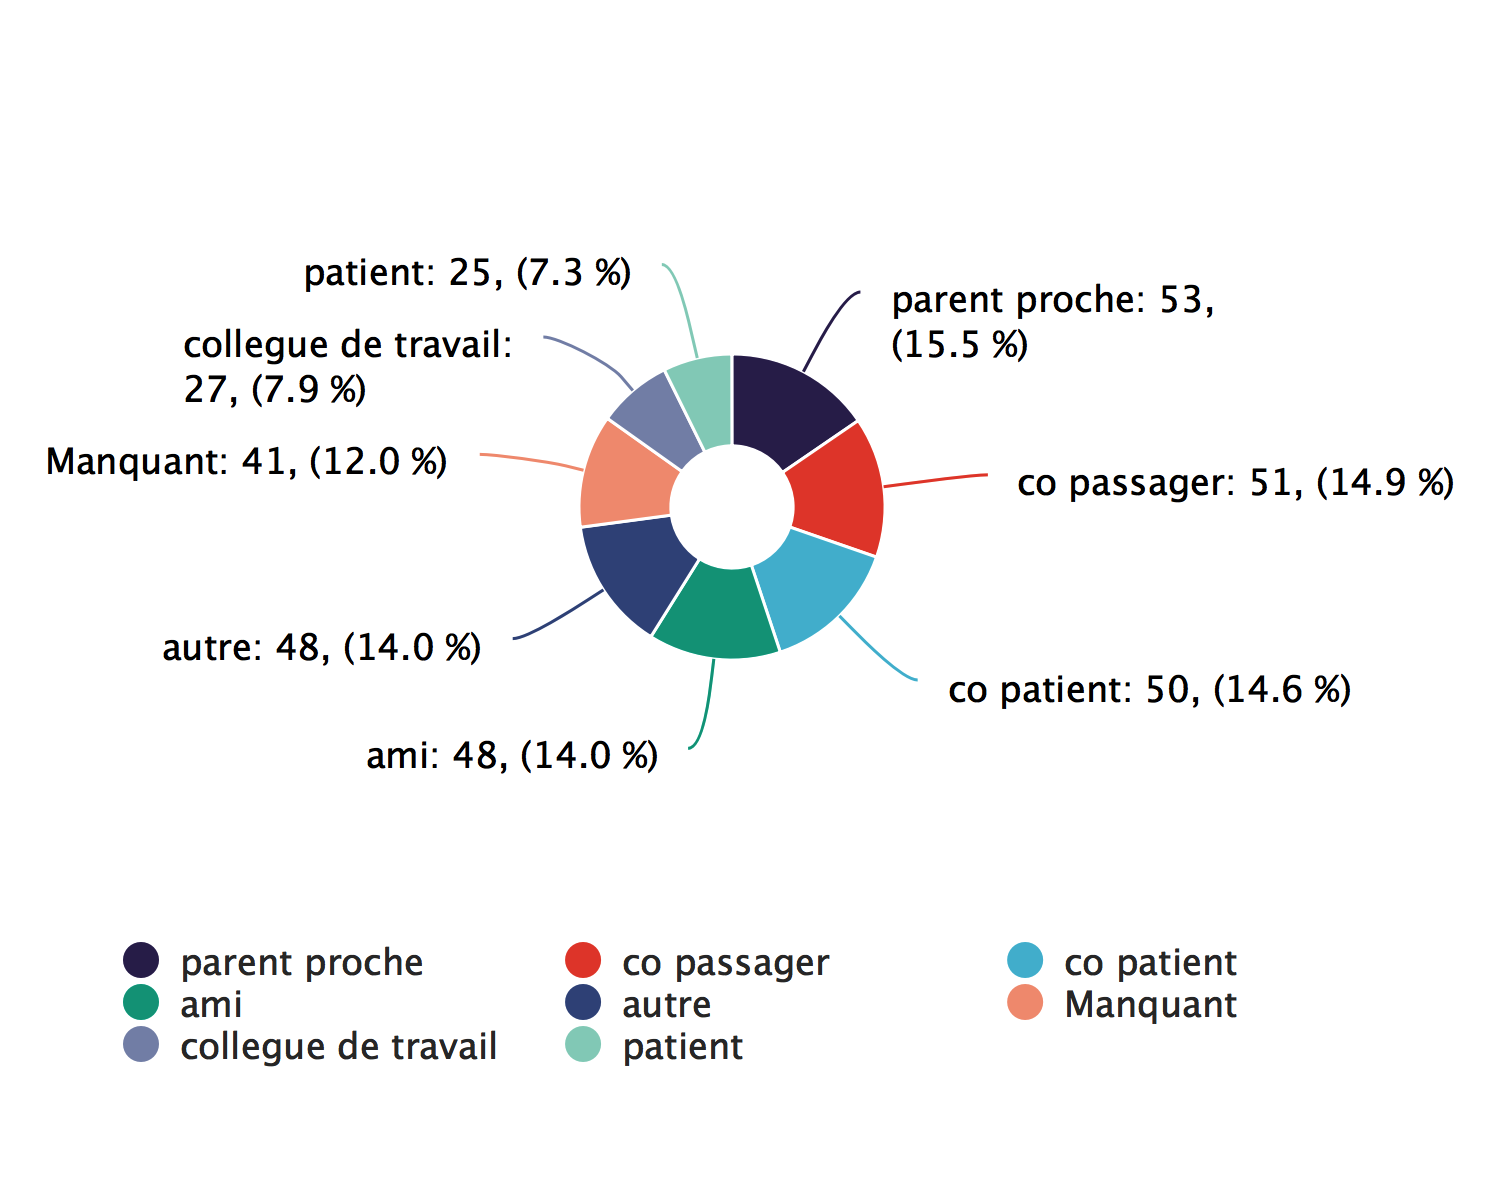 patient: 25, (7.3 %)
parent proche: 53,
(15.5 %)
collegue de travail:
27, (7.9 %)
Manquant: 41, (12.0 %)
co passager: 51, (14.9 %)
autre: 48, (14.0 %)
co patient: 50, (14.6 %)
ami: 48, (14.0 %)
parent proche
co passager
co patient
ami
autre
Manquant
collegue de travail
patient